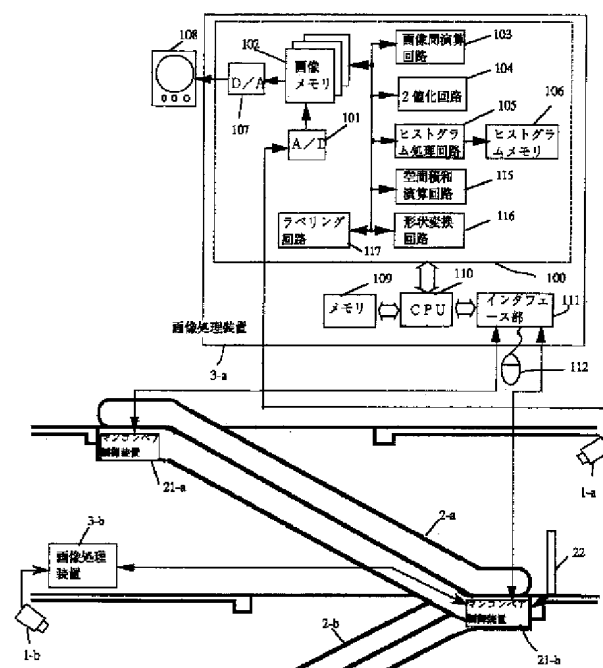 108
102
画像
メモリ
D／A
107
101
A／D
103
画像間演算
回路
104
2値化回路
105
ヒストグラ
ム処理回路
106
ヒストグラ
ムメモリ
空間積和
演算回路
115
ラベリング
回路
117
形状変換
回路
116
100
109
メモリ
110
CPU
インタフェ
ース部
111
画像処理装置
3-a
112
マンコンベア
制御装置
21-a
1-a
2-a
3-b
画像処理
装置
22
マンコンベア
制御装置
1-b
2-b
21-b